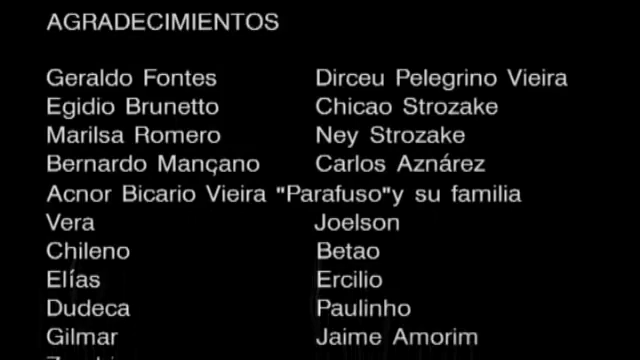 AGRADECIMIENTOS
Geraldo Fontes Dirceu Pelegrino Vieira
Egidio Brunetto Chicao Strozake
Marilsa Romero Ney Strozake
Bernardo Mançano Carlos Aznárez
Acnor Bicario Vieira "Parafuso"y su familia
Vera Joelson
Chileno Betao
Elías Ercilio
Dudeca Paulinho
Gilmar Jaime Amorim